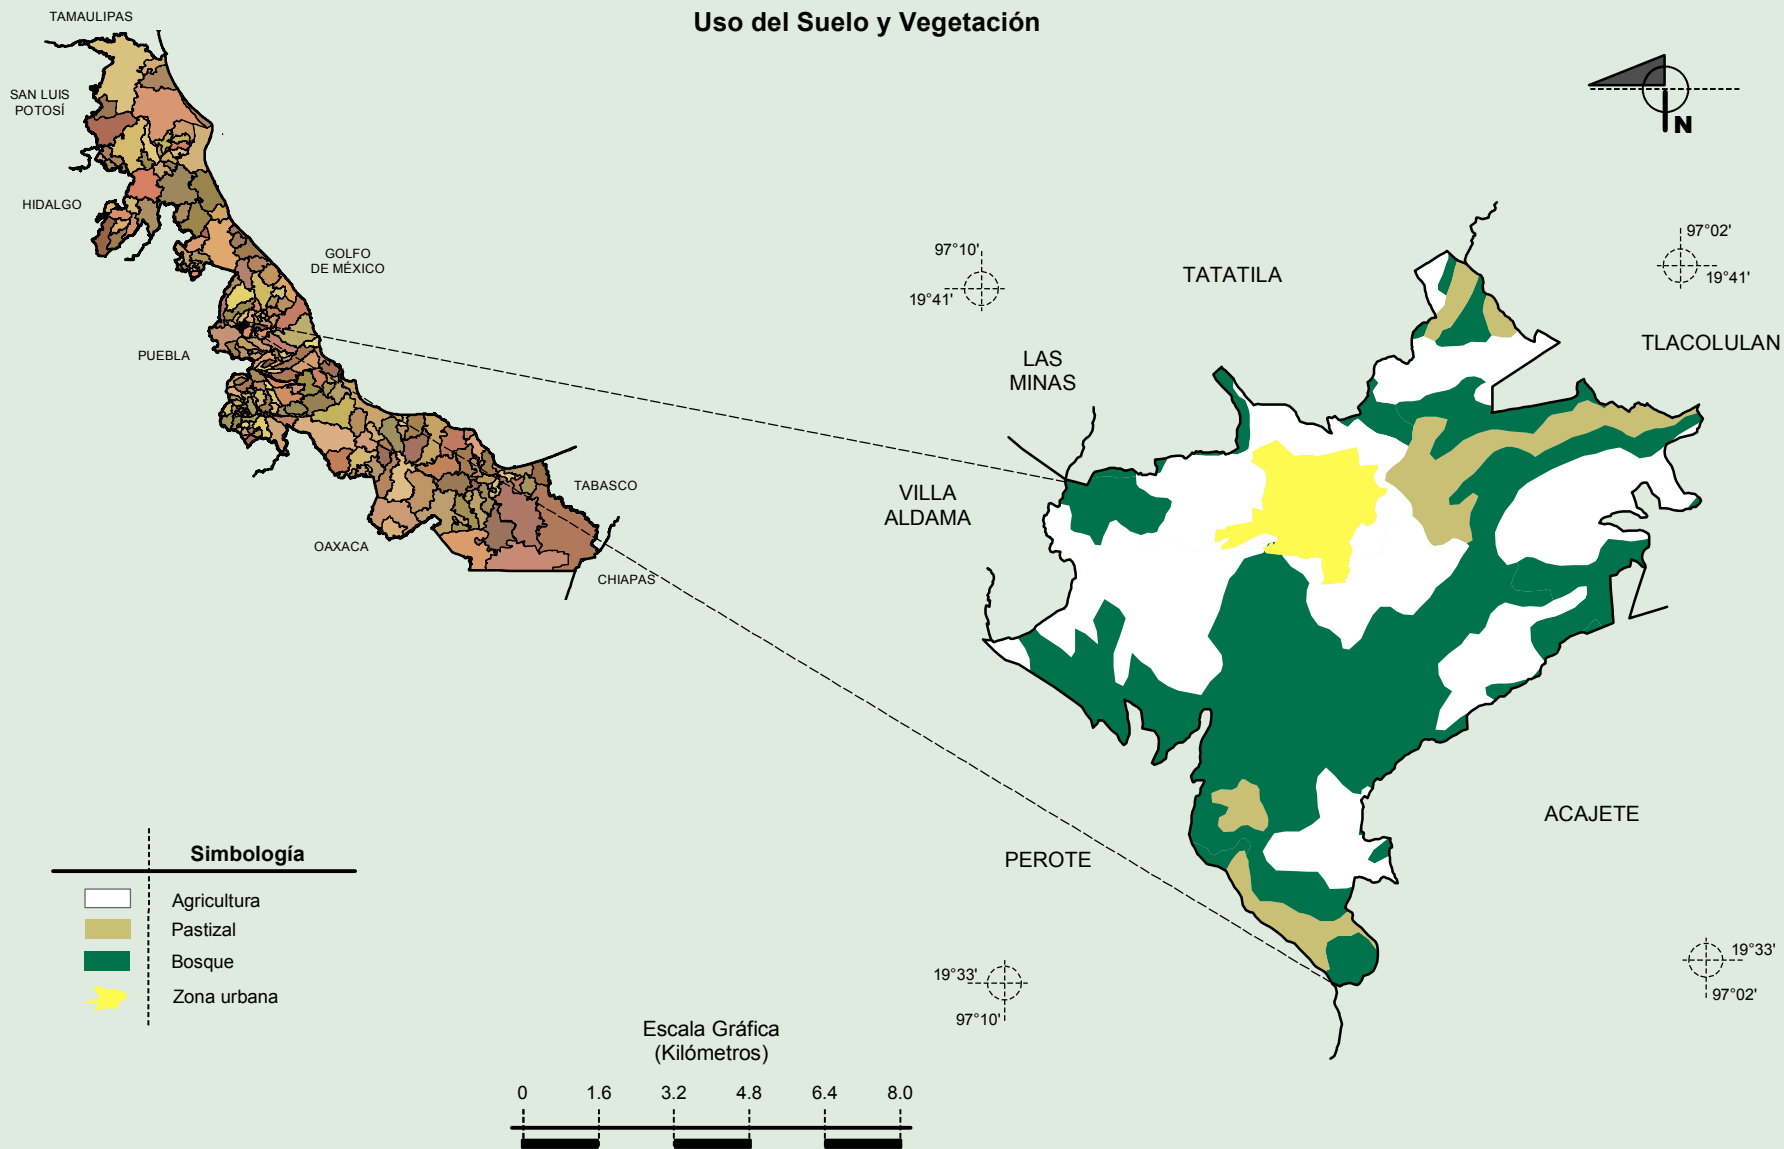 Uso del Suelo y Vegetación
TAMAULIPAS
SAN LUIS
POTOSÍ
HIDALGO
GOLFO
DE MÉXICO
PUEBLA
TABASCO
OAXACA
CHIAPAS
N
97°10'
19°41'
97°02'
19°41'
TATATILA
TLACOLULAN
LAS
MINAS
VILLA
ALDAMA
PEROTE
ACAJETE
19°33'
97°10'
19°33'
97°02'
Simbología
Agricultura
Pastizal
Bosque
Zona urbana
Escala Gráfica
(Kilómetros)
0 1.6 3.2 4.8 6.4 8.0